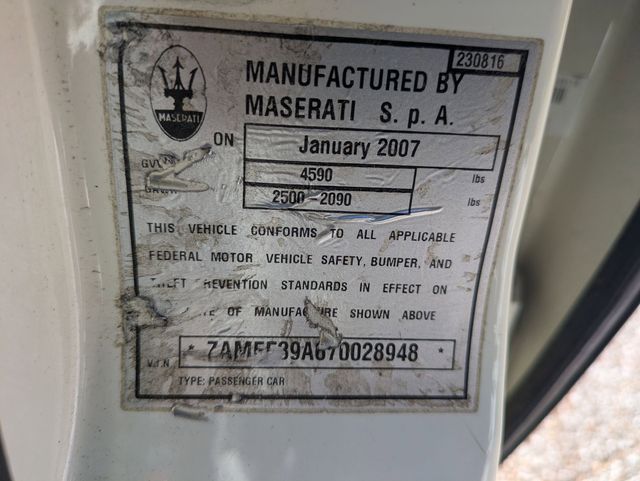 230816
MASERATI
MANUFACTURED BY
MASERATI S. p A.
ON January 2007
4590 lbs
2500-2090 lbs
THIS VEHICLE CONFORMS TO ALL APPLICABLE
FEDERAL MOTOR VEHICLE SAFETY, BUMPER, AND
STANDARDS IN EFFECT ON
OF MANUFACTURE SHOWN ABOVE
V.I.N
TYPE: PASSENGER CAR